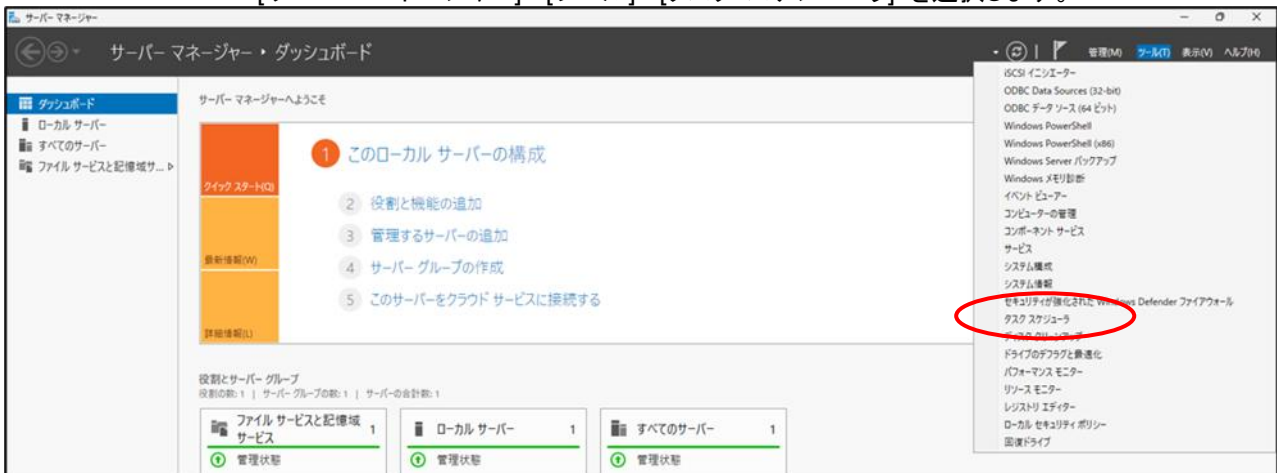 サーバー マネージャー
サーバー マネージャー ・ ダッシュボード
管理(M) ツール(T) 表示(V) ヘルプ(H)
ダッシュボード
ローカル サーバー
すべてのサーバー
ファイル サービスと記憶域サ...
サーバー マネージャーへようこそ
クイック スタート(Q)
最新情報(W)
詳細情報(L)
1 このローカル サーバーの構成
2 役割と機能の追加
3 管理するサーバーの追加
4 サーバー グループの作成
5 このサーバーをクラウド サービスに接続する
役割とサーバー グループ
役割の数: 1 | サーバー グループの数: 1 | サーバーの合計数: 1
ファイル サービスと記憶域サービス 1
管理状態
ローカル サーバー 1
管理状態
すべてのサーバー 1
管理状態
iSCSI イニシエーター
ODBC Data Sources (32-bit)
ODBC データ ソース (64 ビット)
Windows PowerShell
Windows PowerShell (x86)
Windows Server バックアップ
Windows メモリ診断
イベント ビューアー
コンピューターの管理
コンポーネント サービス
サービス
システム構成
システム情報
セキュリティが強化された Windows Defender ファイアウォール
タスク スケジューラ
ディスク クリーンアップ
ドライブのデフラグと最適化
パフォーマンス モニター
リソース モニター
レジストリ エディター
ローカル セキュリティ ポリシー
回復ドライブ